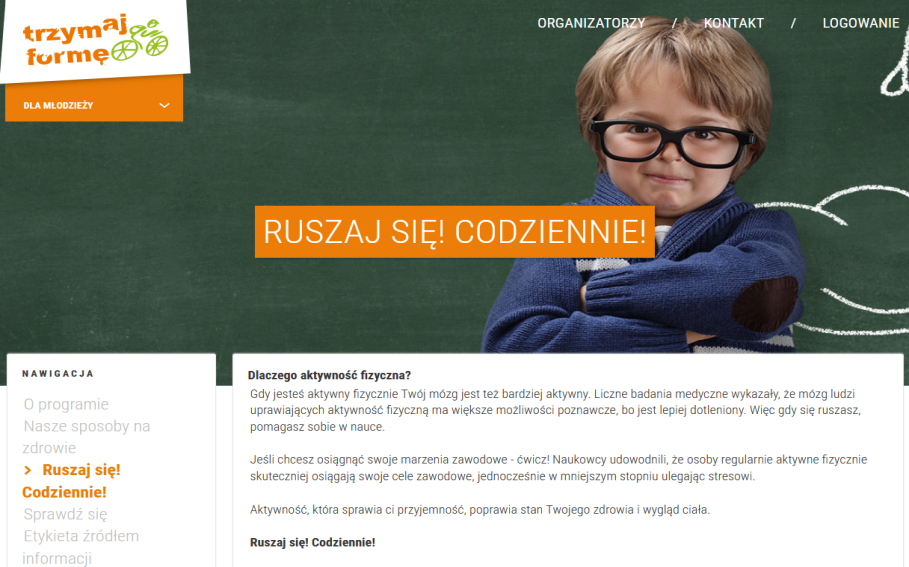 trzymaj
formę
ORGANIZATORZY / KONTAKT / LOGOWANIE
DLA MŁODZIEŻY
RUSZAJ SIĘ! CODZIENNIE!
NAWIGACJA
O programie
Nasze sposoby na
zdrowie
> Ruszaj się!
Codziennie!
Sprawdź się
Etykieta źródłem
informacji
Dlaczego aktywność fizyczna?
Gdy jesteś aktywny fizycznie Twój mózg jest też bardziej aktywny. Liczne badania medyczne wykazały, że mózg ludzi
uprawiających aktywność fizyczną ma większe możliwości poznawcze, bo jest lepiej dotleniony. Więc gdy się ruszasz,
pomagasz sobie w nauce.
Jeśli chcesz osiągnąć swoje marzenia zawodowe - ćwicz! Naukowcy udowodnili, że osoby regularnie aktywne fizycznie
skuteczniej osiągają swoje cele zawodowe, jednocześnie w mniejszym stopniu ulegając stresowi.
Aktywność, która sprawia ci przyjemność, poprawia stan Twojego zdrowia i wygląd ciała.
Ruszaj się! Codziennie!